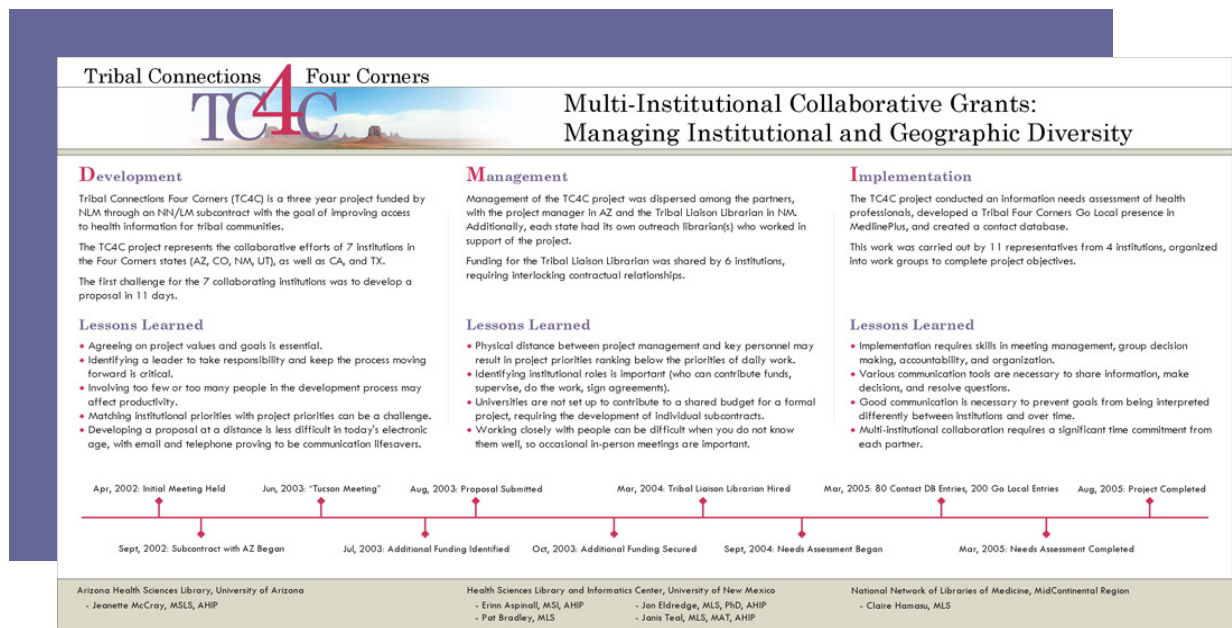 Tribal Connections Four Corners
TC4C
Multi-Institutional Collaborative Grants:
Managing Institutional and Geographic Diversity
Development
Tribal Connections Four Corners (TC4C) is a three year project funded by
NLM through an NN/LM subcontract with the goal of improving access
to health information for tribal communities.
The TC4C project represents the collaborative efforts of 7 institutions in
the Four Corners states (AZ, CO, NM, UT), as well as CA, and TX.
The first challenge for the 7 collaborating institutions was to develop a
proposal in 11 days.
Lessons Learned
Agreeing on project values and goals is essential.
Identifying a leader to take responsibility and keep the process moving
forward is critical.
Involving too few or too many people in the development process may
affect productivity.
Matching institutional priorities with project priorities can be a challenge.
Developing a proposal at a distance is less difficult in today's electronic
age, with email and telephone proving to be communication lifesavers.
Management
Management of the TC4C project was dispersed among the partners,
with the project manager in AZ and the Tribal Liaison Librarian in NM.
Additionally, each state had its own outreach librarian(s) who worked in
support of the project.
Funding for the Tribal Liaison Librarian was shared by 6 institutions,
requiring interlocking contractual relationships.
Lessons Learned
Physical distance between project management and key personnel may
result in project priorities ranking below the priorities of daily work.
Identifying institutional roles is important (who can contribute funds,
supervise, do the work, sign agreements).
Universities are not set up to contribute to a shared budget for a formal
project, requiring the development of individual subcontracts.
Working closely with people can be difficult when you do not know
them well, so occasional in-person meetings are important.
Implementation
The TC4C project conducted an information needs assessment of health
professionals, developed a Tribal Four Corners Go Local presence in
MedlinePlus, and created a contact database.
This work was carried out by 11 representatives from 4 institutions, organized
into work groups to complete project objectives.
Lessons Learned
Implementation requires skills in meeting management, group decision
making, accountability, and organization.
Various communication tools are necessary to share information, make
decisions, and resolve questions.
Good communication is necessary to prevent goals from being interpreted
differently between institutions and over time.
Multi-institutional collaboration requires a significant time commitment from
each partner.
Apr, 2002: Initial Meeting Held
Jun, 2003: "Tucson Meeting"
Aug, 2003: Proposal Submitted
Mar, 2004: Tribal Liaison Librarian Hired
Mar, 2005: 80 Contact DB Entries, 200 Go Local Entries
Aug, 2005: Project Completed
Sept, 2002: Subcontract with AZ Began
Jul, 2003: Additional Funding Identified
Oct, 2003: Additional Funding Secured
Sept, 2004: Needs Assessment Began
Mar, 2005: Needs Assessment Completed
Arizona Health Sciences Library, University of Arizona
- Jeanette McCray, MSLS, AHIP
Health Sciences Library and Informatics Center, University of New Mexico
- Erinn Aspinall, MSI, AHIP
- Pat Bradley, MLS
- Jon Eldredge, MLS, PhD, AHIP
- Janis Teal, MLS, MAT, AHIP
National Network of Libraries of Medicine, MidContinental Region
- Claire Hamasu, MLS